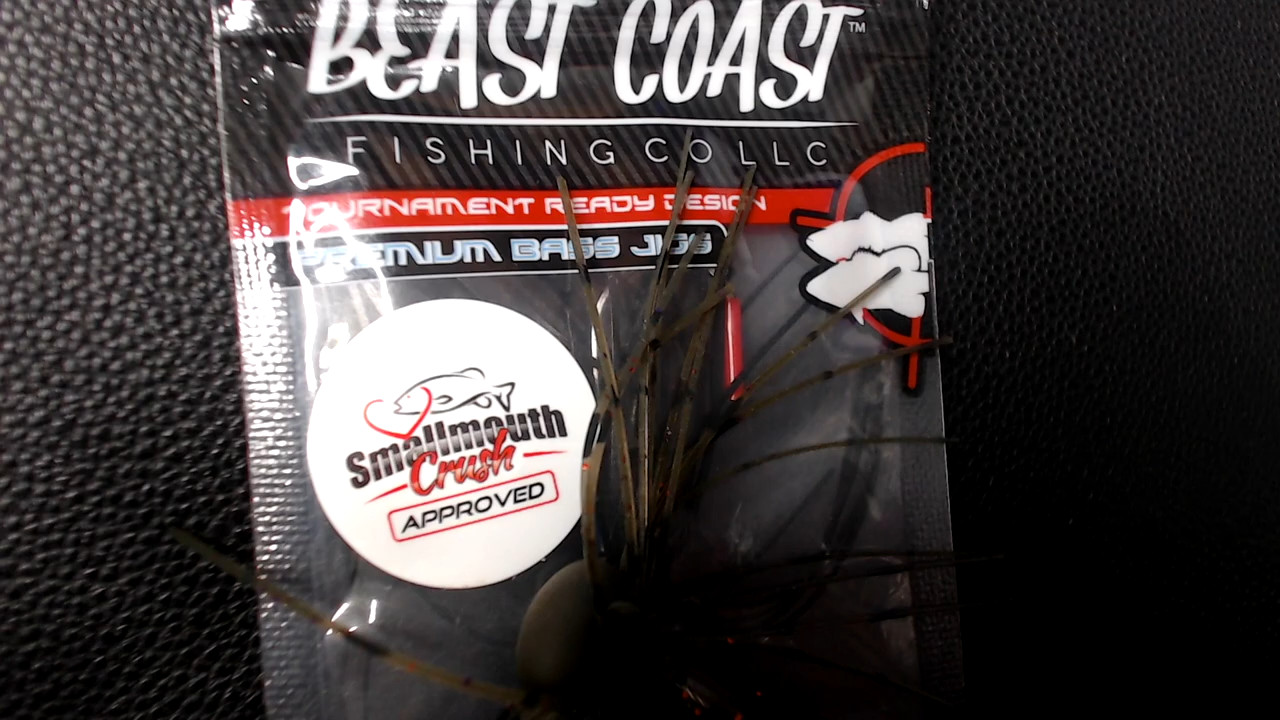 BEAST COAST™
FISHING CO LLC
TOURNAMENT READY DESIGN
PREMIUM BASS JIGS
Smallmouth
Crush
APPROVED